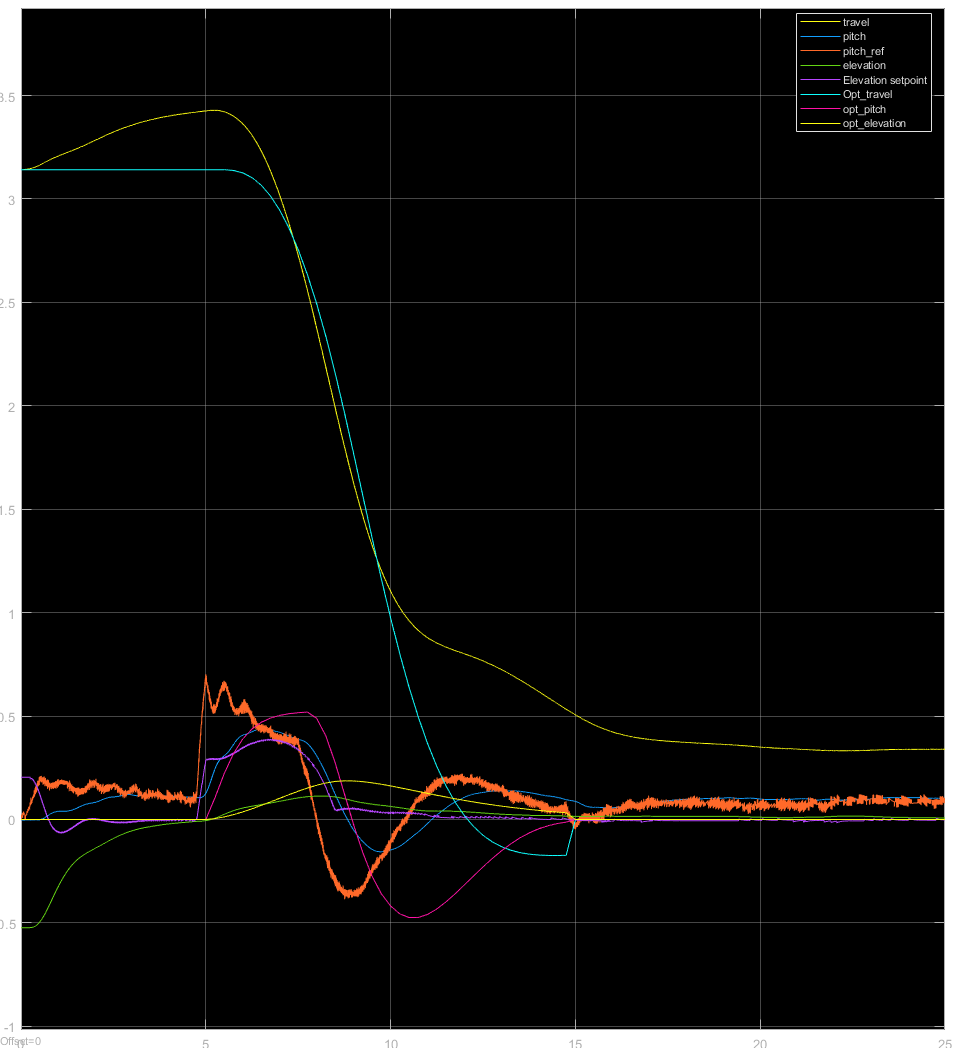 travel
pitch
pitch_ref
elevation
Elevation setpoint
Opt_travel
opt_pitch
opt_elevation
3.5
3
2.5
2
1.5
1
0.5
0
0.5
-1
Offset=0
0 5 10 15 20 25